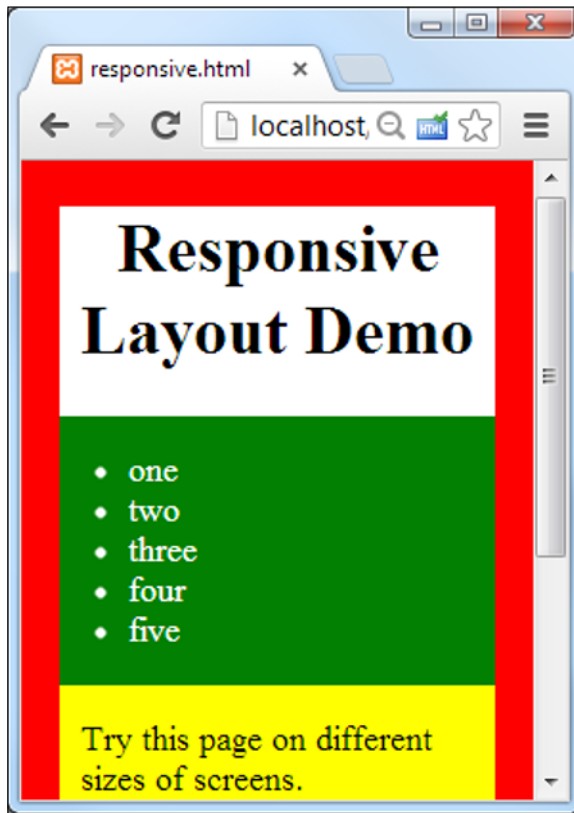 responsive.html
localhost,
HTML
Responsive
Layout Demo
• one
• two
• three
• four
• five
Try this page on different
sizes of screens.